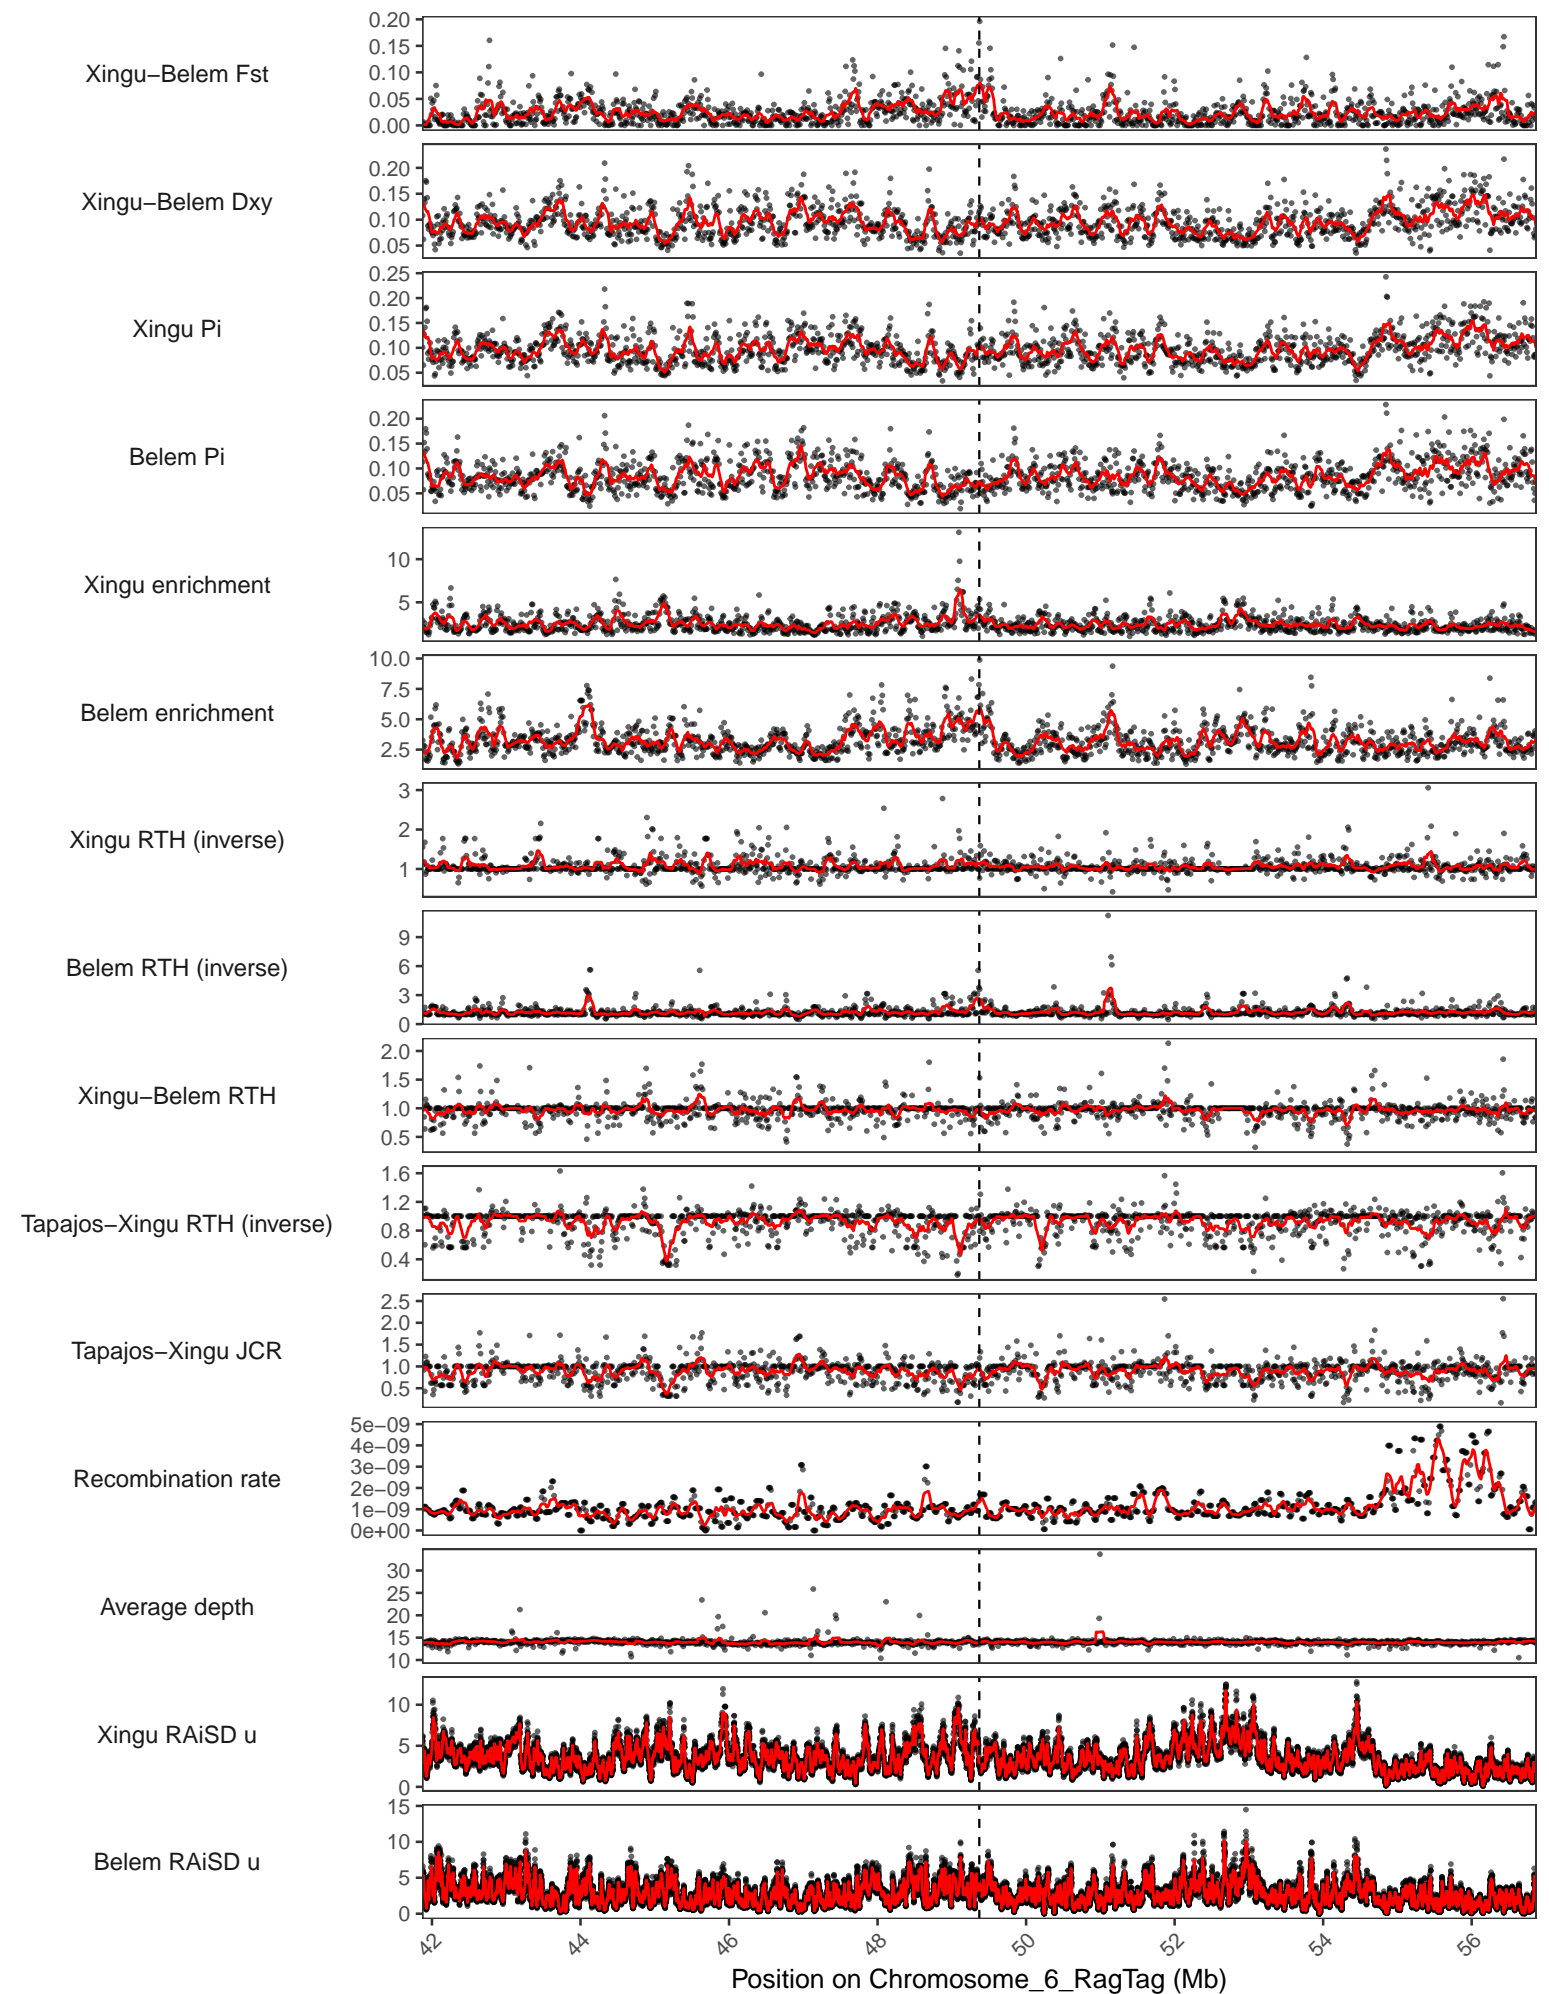 Xingu−Belem Fst
0.20
0.15
0.10
0.05
0.00
Xingu−Belem Dxy
0.20
0.15
0.10
0.05
Xingu Pi
0.25
0.20
0.15
0.10
0.05
Belem Pi
0.20
0.15
0.10
0.05
Xingu enrichment
10
5
Belem enrichment
10.0
7.5
5.0
2.5
Xingu RTH (inverse)
3
2
1
Belem RTH (inverse)
9
6
3
0
Xingu−Belem RTH
2.0
1.5
1.0
0.5
Tapajos−Xingu RTH (inverse)
1.6
1.2
0.8
0.4
Tapajos−Xingu JCR
2.5
2.0
1.5
1.0
0.5
Recombination rate
5e−09
4e−09
3e−09
2e−09
1e−09
0e+00
Average depth
30
25
20
15
10
Xingu RAiSD u
10
5
0
Belem RAiSD u
15
10
5
0
42 44 46 48 50 52 54 56
Position on Chromosome_6_RagTag (Mb)